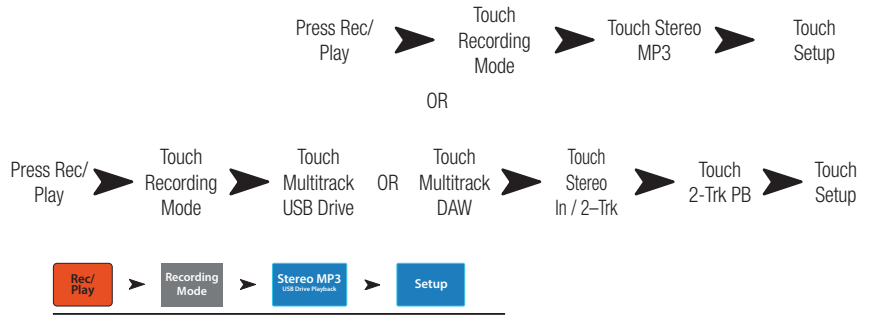 Press Rec/
Play
Touch
Recording
Mode
Touch Stereo
MP3
Touch
Setup
OR
Press Rec/
Play
Touch
Recording
Mode
Touch
Multitrack
USB Drive
OR
Touch
Multitrack
DAW
Touch
Stereo
In / 2–Trk
Touch
2-Trk PB
Touch
Setup
Rec/
Play
Recording
Mode
Stereo MP3
USB Drive Playback
Setup